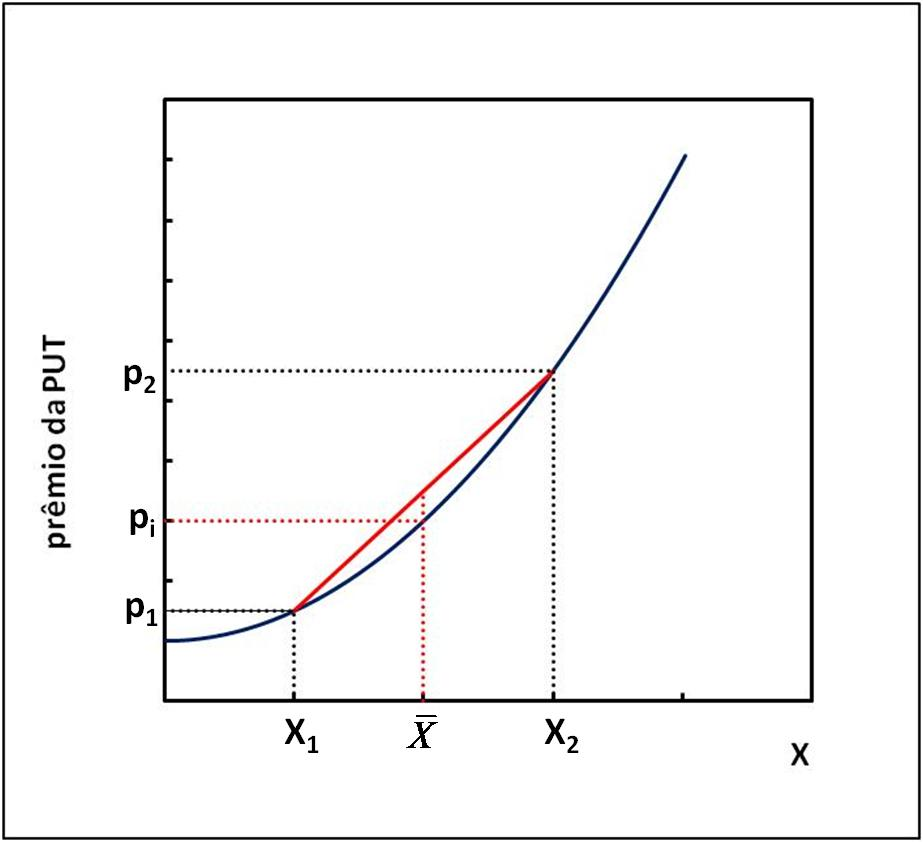 prêmio da PUT
p₂
pᵢ
p₁
X₁
X̅
X₂
X